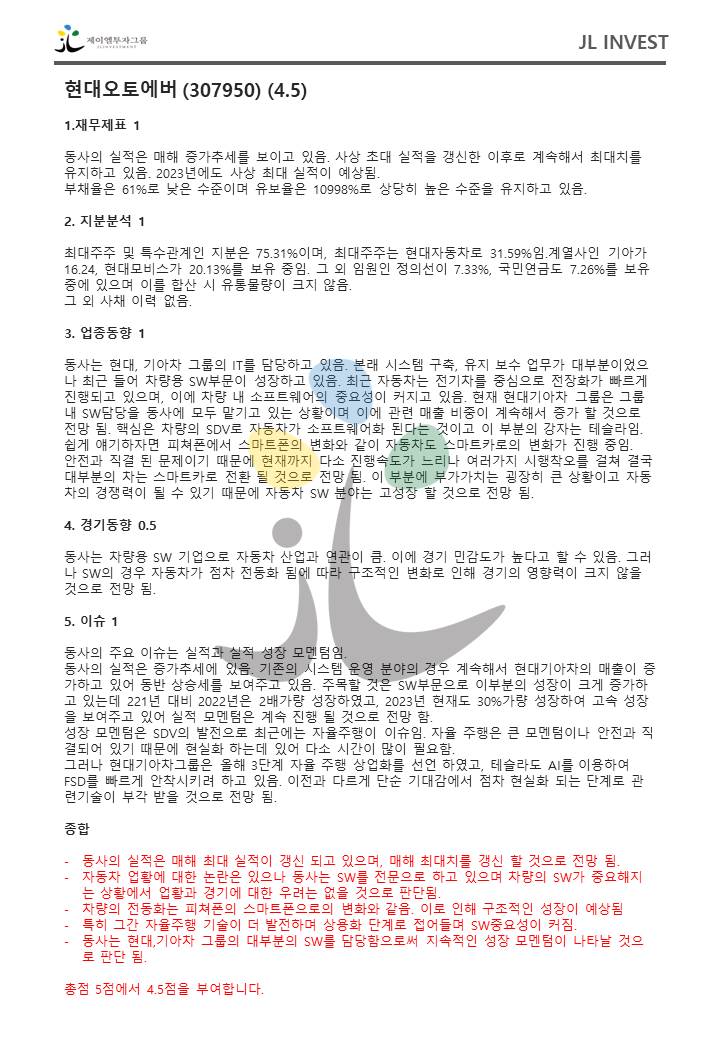 제이엘투자그룹
JL INVESTMENT
JL INVEST
현대오토에버 (307950) (4.5)
1.재무제표 1
동사의 실적은 매해 증가추세를 보이고 있음. 사상 초대 실적을 갱신한 이후로 계속해서 최대치를
유지하고 있음. 2023년에도 사상 최대 실적이 예상됨.
부채율은 61%로 낮은 수준이며 유보율은 10998%로 상당히 높은 수준을 유지하고 있음.
2. 지분분석 1
최대주주 및 특수관계인 지분은 75.31%이며, 최대주주는 현대자동차로 31.59%임.계열사인 기아가
16.24, 현대모비스가 20.13%를 보유 중임. 그 외 임원인 정의선이 7.33%, 국민연금도 7.26%를 보유
중에 있으며 이를 합산 시 유통물량이 크지 않음.
그 외 사채 이력 없음.
3. 업종동향 1
동사는 현대, 기아차 그룹의 IT를 담당하고 있음. 본래 시스템 구축, 유지 보수 업무가 대부분이었으
나 최근 들어 차량용 SW부문이 성장하고 있음. 최근 자동차는 전기차를 중심으로 전장화가 빠르게
진행되고 있으며, 이에 차량 내 소프트웨어의 중요성이 커지고 있음. 현재 현대기아차 그룹은 그룹
내 SW담당을 동사에 모두 맡기고 있는 상황이며 이에 관련 매출 비중이 계속해서 증가 할 것으로
전망 됨. 핵심은 차량의 SDV로 자동차가 소프트웨어화 된다는 것이고 이 부분의 강자는 테슬라임.
쉽게 얘기하자면 피쳐폰에서 스마트폰의 변화와 같이 자동차도 스마트카로의 변화가 진행 중임.
안전과 직결 된 문제이기 때문에 현재까지 다소 진행속도가 느리나 여러가지 시행착오를 걸쳐 결국
대부분의 차는 스마트카로 전환 될 것으로 전망 됨. 이 부분에 부가가치는 굉장히 큰 상황이고 자동
차의 경쟁력이 될 수 있기 때문에 자동차 SW 분야는 고성장 할 것으로 전망 됨.
4. 경기동향 0.5
동사는 차량용 SW 기업으로 자동차 산업과 연관이 큼. 이에 경기 민감도가 높다고 할 수 있음. 그러
나 SW의 경우 자동차가 점차 전동화 됨에 따라 구조적인 변화로 인해 경기의 영향력이 크지 않을
것으로 전망 됨.
5. 이슈 1
동사의 주요 이슈는 실적과 실적 성장 모멘텀임.
동사의 실적은 증가추세에 있음. 기존의 시스템 운영 분야의 경우 계속해서 현대기아차의 매출이 증
가하고 있어 동반 상승세를 보여주고 있음. 주목할 것은 SW부문으로 이부분의 성장이 크게 증가하
고 있는데 221년 대비 2022년은 2배가량 성장하였고, 2023년 현재도 30%가량 성장하여 고속 성장
을 보여주고 있어 실적 모멘텀은 계속 진행 될 것으로 전망 함.
성장 모멘텀은 SDV의 발전으로 최근에는 자율주행이 이슈임. 자율 주행은 큰 모멘텀이나 안전과 직
결되어 있기 때문에 현실화 하는데 있어 다소 시간이 많이 필요함.
그러나 현대기아차그룹은 올해 3단계 자율 주행 상업화를 선언 하였고, 테슬라도 AI를 이용하여
FSD를 빠르게 안착시키려 하고 있음. 이전과 다르게 단순 기대감에서 점차 현실화 되는 단계로 관
련기술이 부각 받을 것으로 전망 됨.
종합
- 동사의 실적은 매해 최대 실적이 갱신 되고 있으며, 매해 최대치를 갱신 할 것으로 전망 됨.
- 자동차 업황에 대한 논란은 있으나 동사는 SW를 전문으로 하고 있으며 차량의 SW가 중요해지
는 상황에서 업황과 경기에 대한 우려는 없을 것으로 판단됨.
- 차량의 전동화는 피쳐폰의 스마트폰으로의 변화와 같음. 이로 인해 구조적인 성장이 예상됨
- 특히 그간 자율주행 기술이 더 발전하며 상용화 단계로 접어들며 SW중요성이 커짐.
- 동사는 현대,기아차 그룹의 대부분의 SW를 담당함으로써 지속적인 성장 모멘텀이 나타날 것으
로 판단 됨.
총점 5점에서 4.5점을 부여합니다.